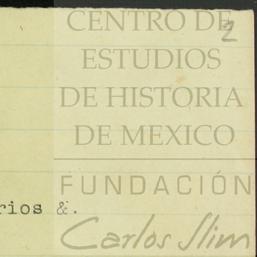 CENTRO DE
2
ESTUDIOS
DE HISTORIA
DE MEXICO
FUNDACIÓN
rios &.
Carlos Slim